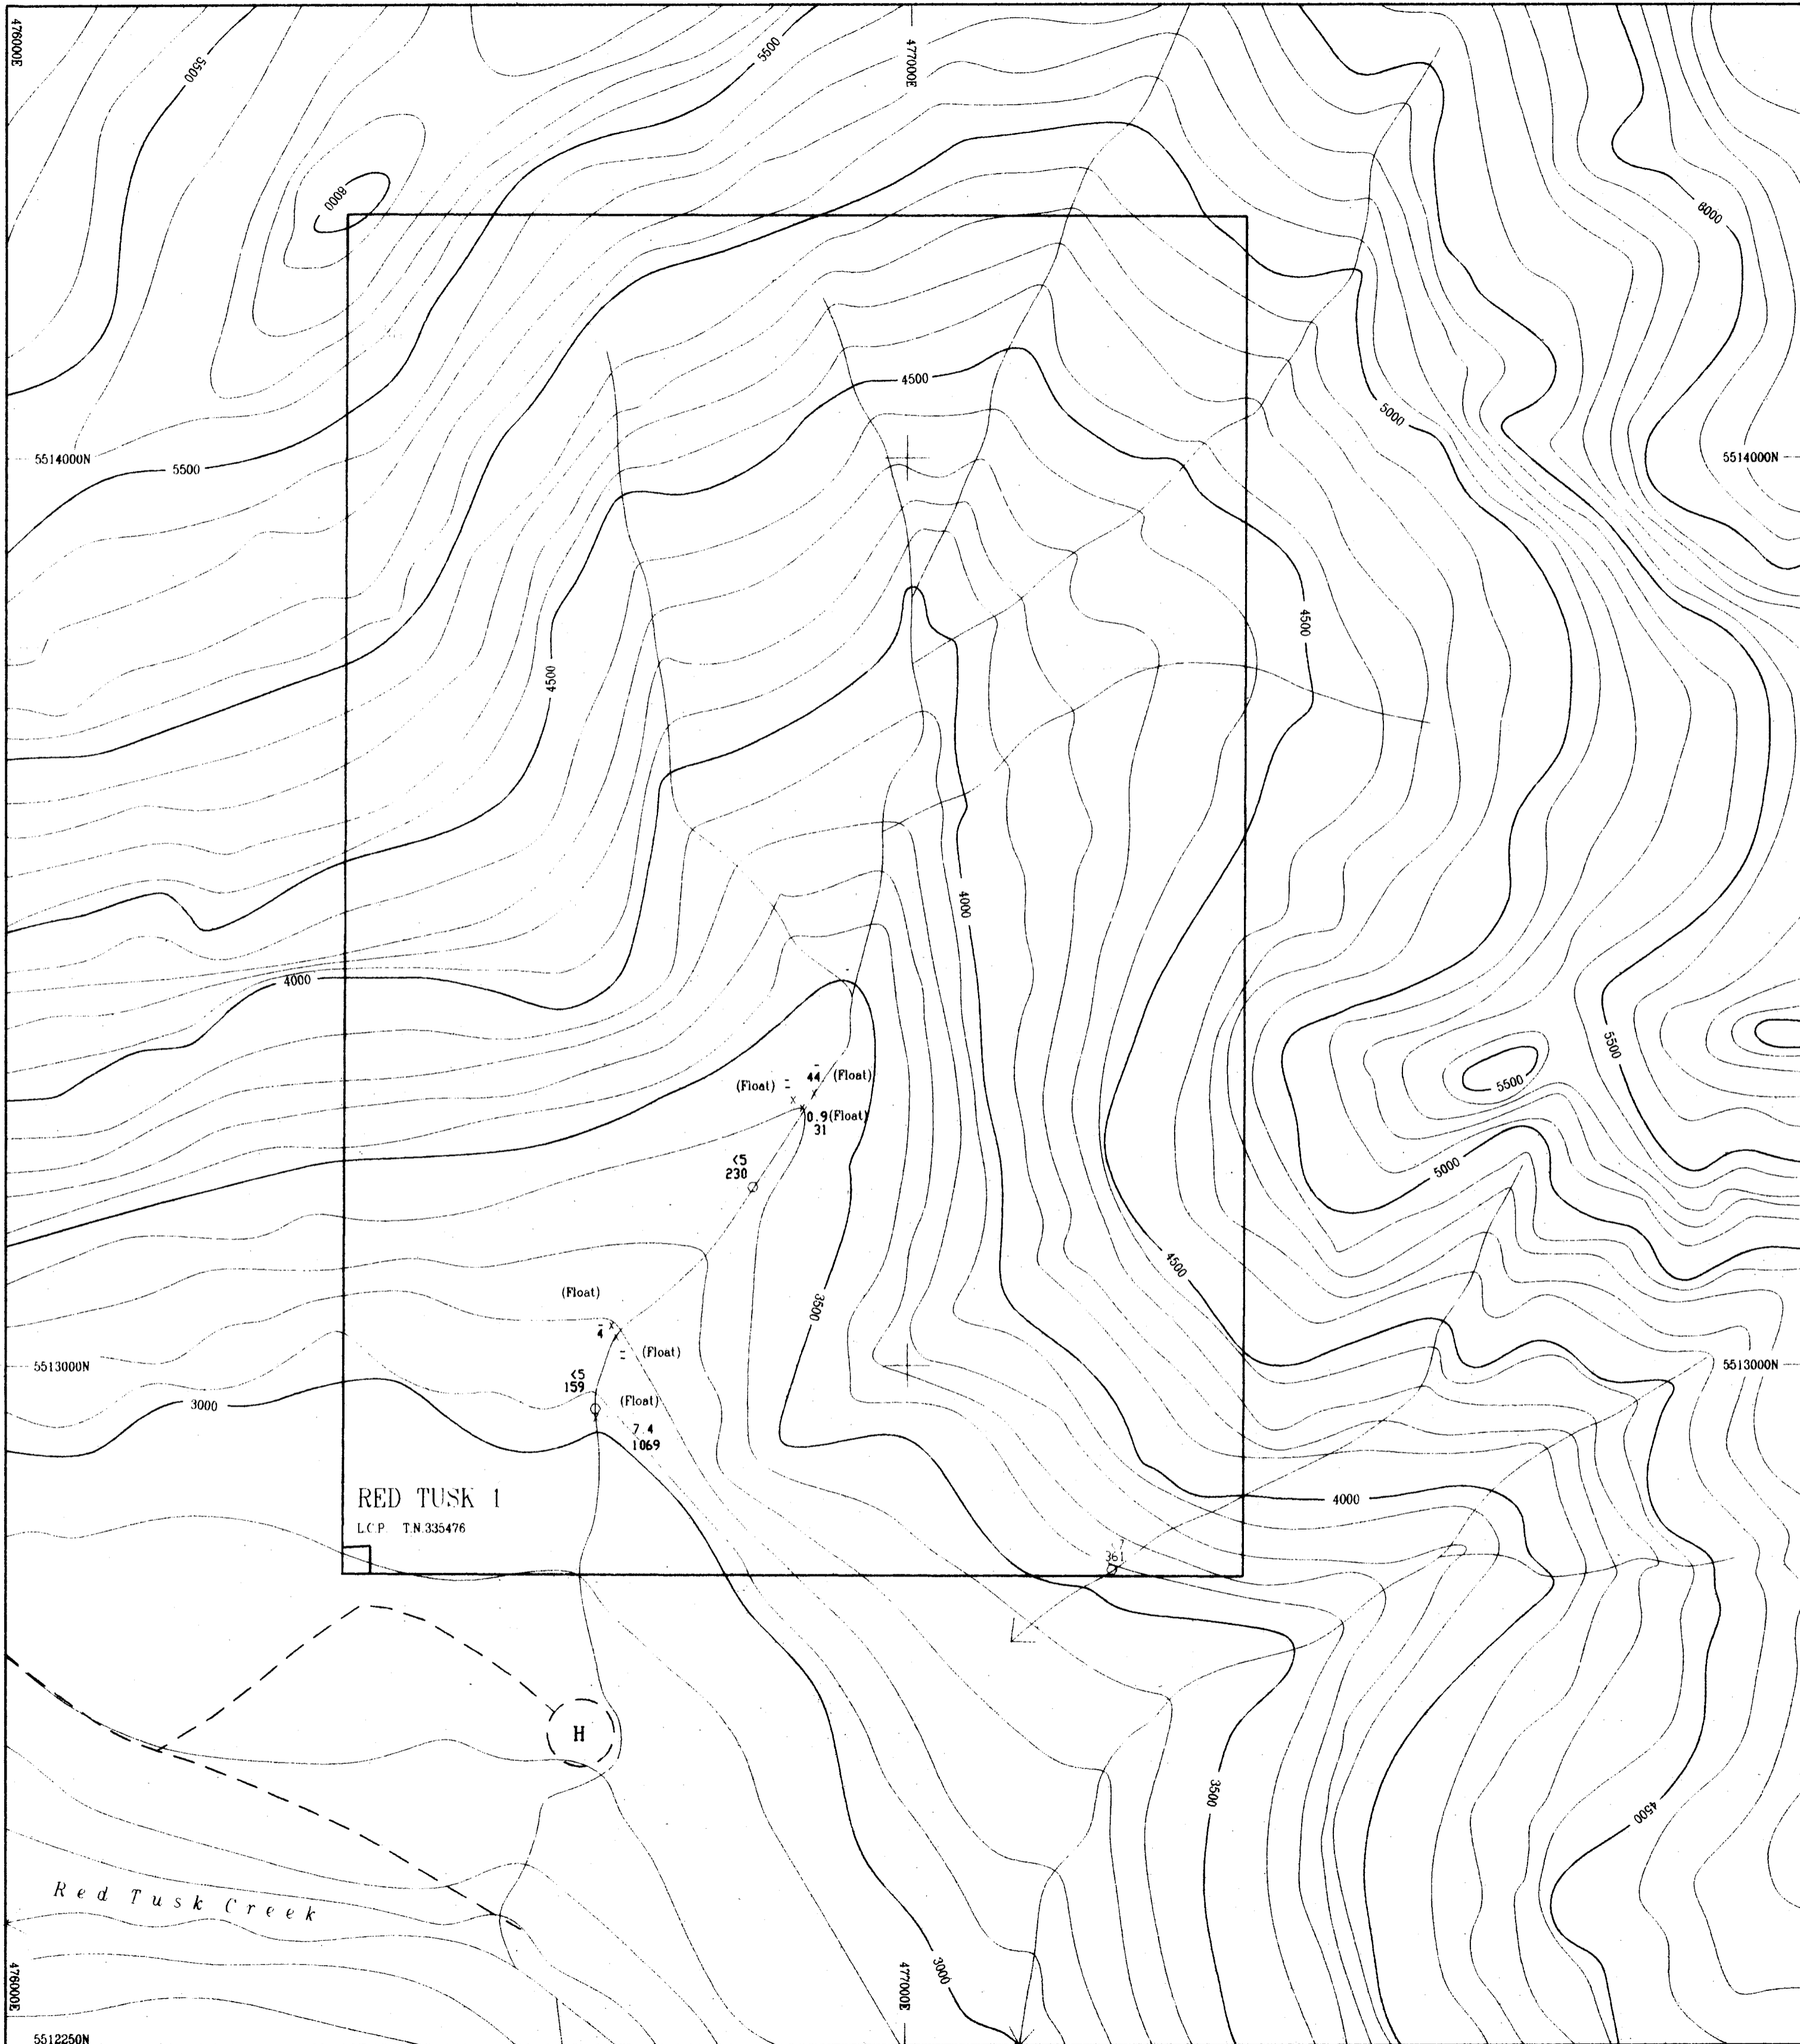 476000E
5500
5500
477000E
6000
6000
4500
5000
5514000N
5500
5514000N
4500
4500
4000
4000
5500
5500
(Float)
44 (Float)
0.9(Float)
31
<5
230
5000
4500
(Float)
3500
4
(Float)
5513000N
5513000N
<5
159
(Float)
3000
7.4
1069
RED TUSK 1
L.C.P. T.N.335476
4000
7
361
H
3500
4500
Red Tusk Creek
476000E
477000E
3000
5512250N